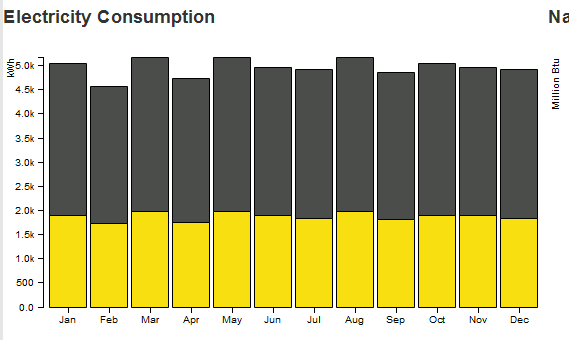 Electricity Consumption
Na
kWh
5.0k
4.5k
4.0k
3.5k
3.0k
2.5k
2.0k
1.5k
1.0k
500
0.0
Jan Feb Mar Apr May Jun Jul Aug Sep Oct Nov Dec
Million Btu